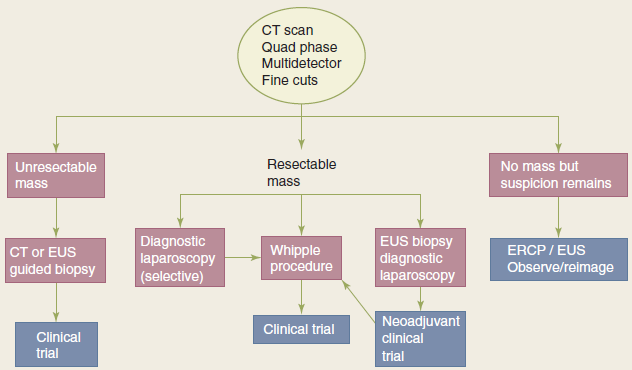 CT scan
Quad phase
Multidetector
Fine cuts
Unresectable
mass
Resectable
mass
No mass but
suspicion remains
CT or EUS
guided biopsy
Diagnostic
laparoscopy
(selective)
Whipple
procedure
EUS biopsy
diagnostic
laparoscopy
ERCP / EUS
Observe/reimage
Clinical
trial
Clinical trial
Neoadjuvant
clinical
trial